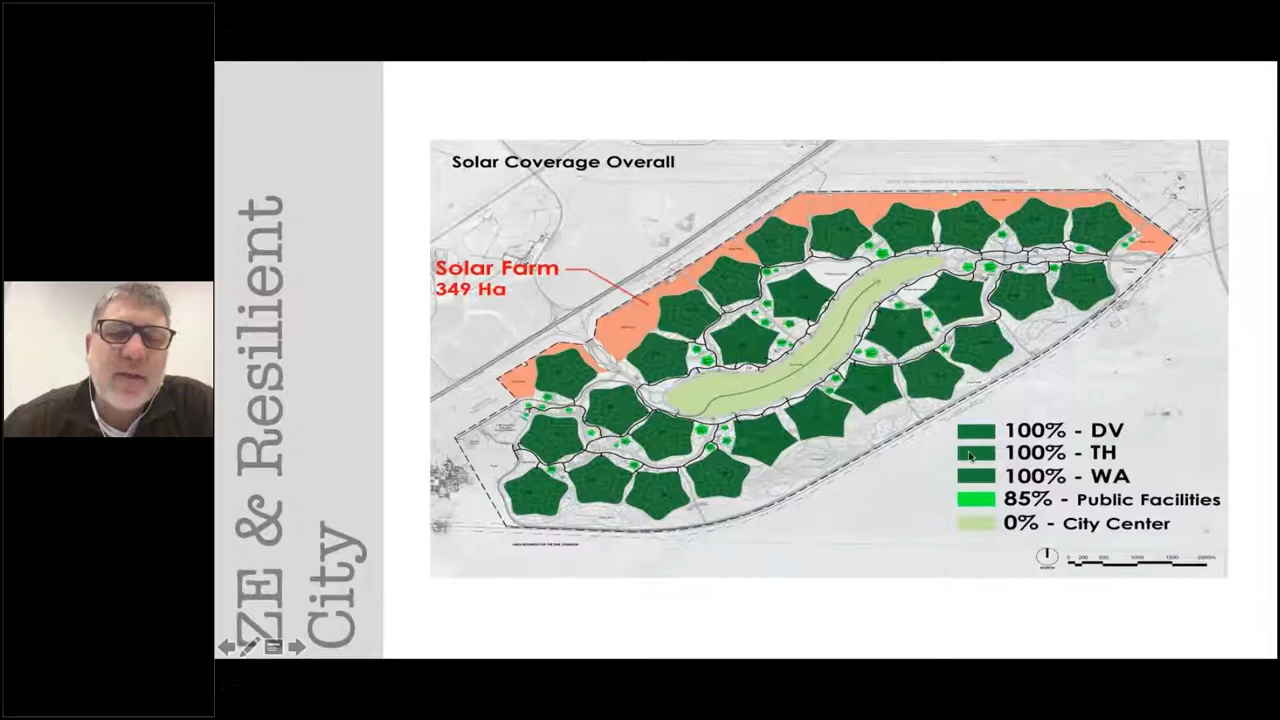 ZE & Resilient
City
Solar Coverage Overall
Solar Farm
349 Ha
100% - DV
100% - TH
100% - WA
85% - Public Facilities
0% - City Center